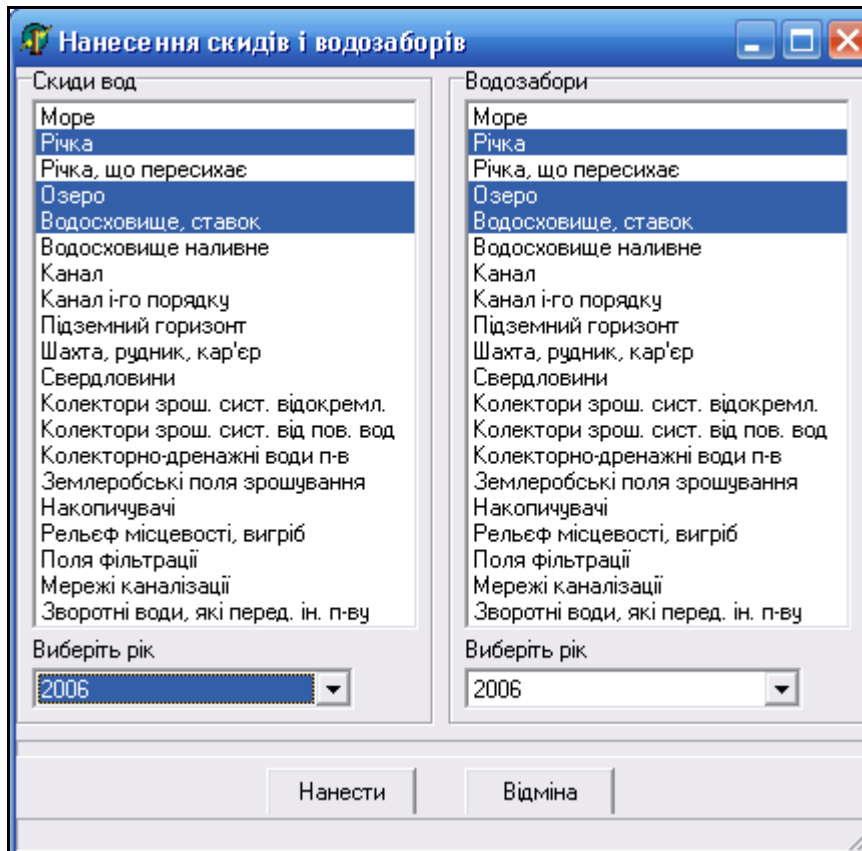 Нанесення скидів і водозаборів
Скиди вод
Море
Річка
Річка, що пересихає
Озеро
Водосховище, ставок
Водосховище наливне
Канал
Канал і-го порядку
Підземний горизонт
Шахта, рудник, кар'єр
Свердловини
Колектори зрош. сист. відокремл.
Колектори зрош. сист. від пов. вод
Колекторно-дренажні води п-в
Землеробські поля зрошування
Накопичувачі
Рельєф місцевості, вигріб
Поля фільтрації
Мережі каналізації
Зворотні води, які перед. ін. п-ву
Виберіть рік
2006
Водозабори
Море
Річка
Річка, що пересихає
Озеро
Водосховище, ставок
Водосховище наливне
Канал
Канал і-го порядку
Підземний горизонт
Шахта, рудник, кар'єр
Свердловини
Колектори зрош. сист. відокремл.
Колектори зрош. сист. від пов. вод
Колекторно-дренажні води п-в
Землеробські поля зрошування
Накопичувачі
Рельєф місцевості, вигріб
Поля фільтрації
Мережі каналізації
Зворотні води, які перед. ін. п-ву
Виберіть рік
2006
Нанести
Відміна